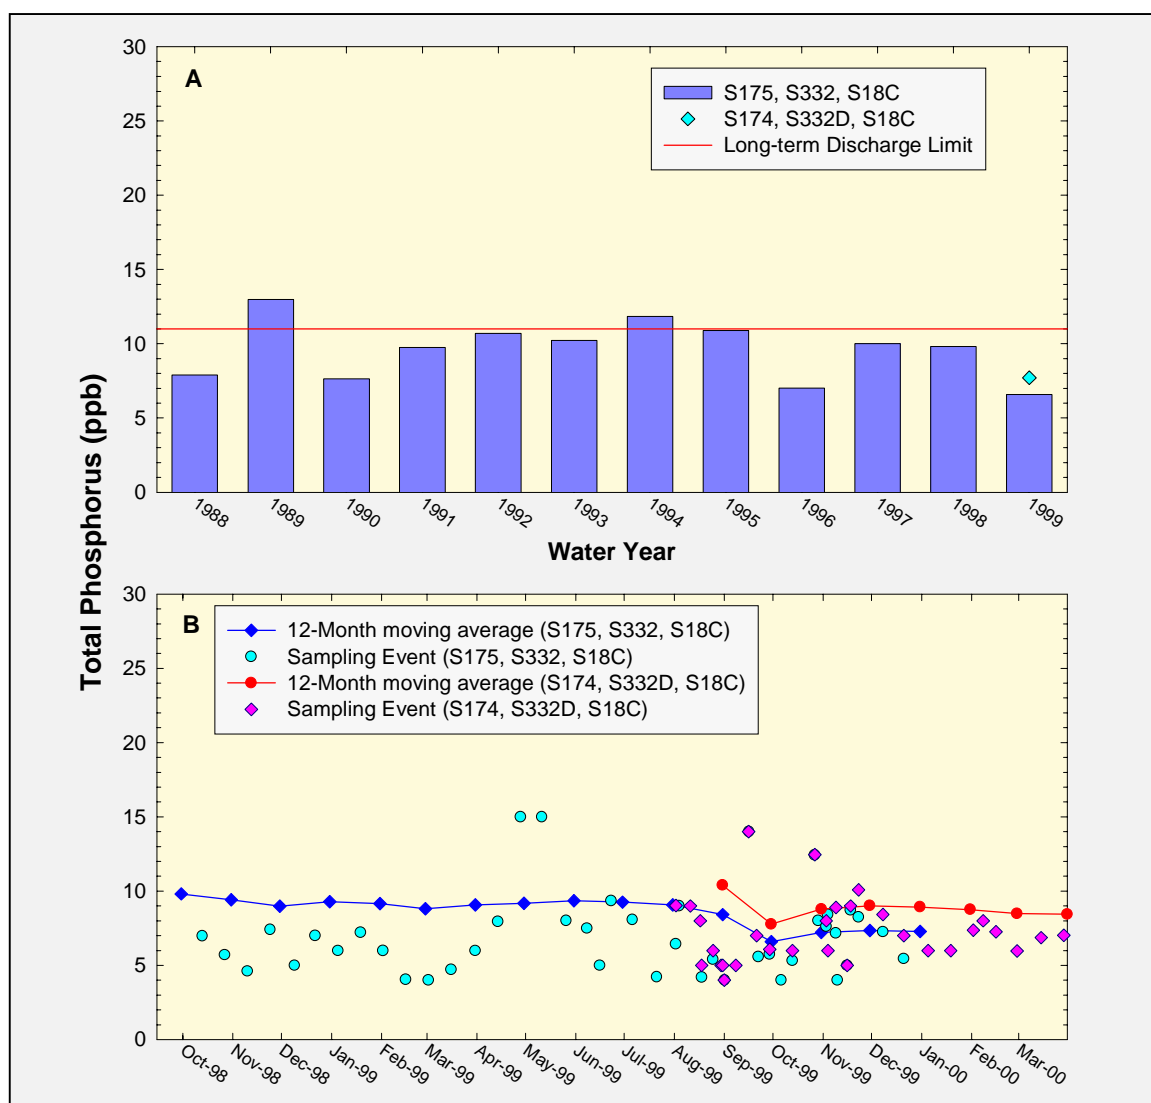 A
S175, S332, S18C
S174, S332D, S18C
Long-term Discharge Limit
30
25
20
15
10
5
0
1988 1989 1990 1991 1992 1993 1994 1995 1996 1997 1998 1999
Water Year
Total Phosphorus (ppb)
B
12-Month moving average (S175, S332, S18C)
Sampling Event (S175, S332, S18C)
12-Month moving average (S174, S332D, S18C)
Sampling Event (S174, S332D, S18C)
30
25
20
15
10
5
0
Oct-98 Nov-98 Dec-98 Jan-99 Feb-99 Mar-99 Apr-99 May-99 Jun-99 Jul-99 Aug-99 Sep-99 Oct-99 Nov-99 Dec-99 Jan-00 Feb-00 Mar-00